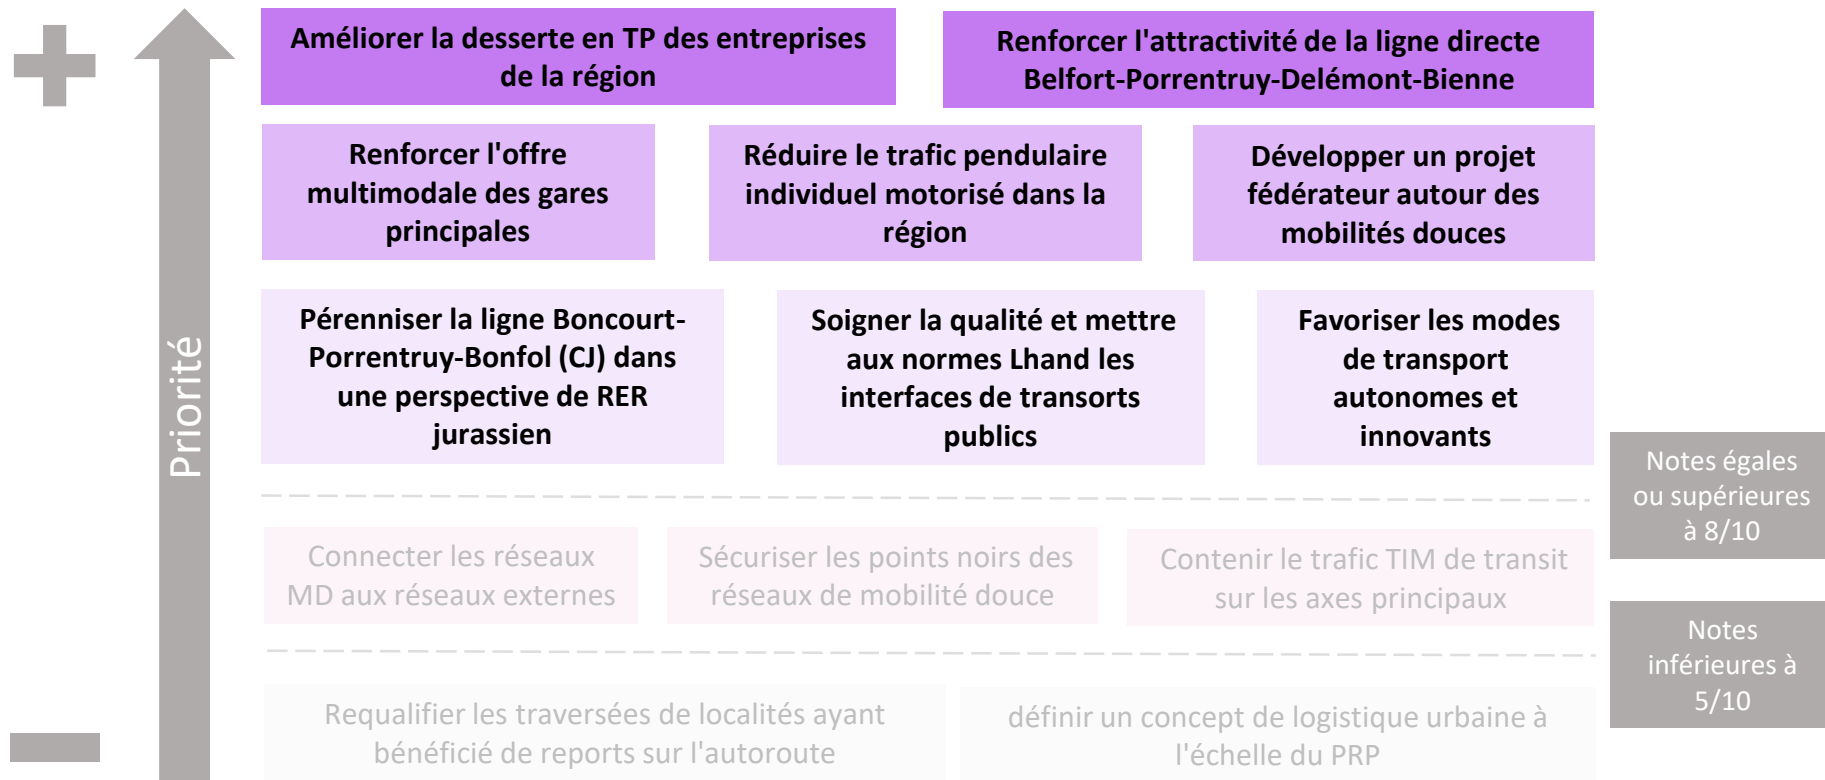 Améliorer la desserte en TP des entreprises
de la région
Renforcer l'attractivité de la ligne directe
Belfort-Porrentruy-Delémont-Bienne
Renforcer l'offre
multimodale des gares
principales
Réduire le trafic pendulaire
individuel motorisé dans la
région
Développer un projet
fédérateur autour des
mobilités douces
Priorité
Pérenniser la ligne Boncourt-
Porrentruy-Bonfol (CJ) dans
une perspective de RER
jurassien
Soigner la qualité et mettre
aux normes Lhand les
interfaces de transorts
publics
Favoriser les modes
de transport
autonomes et
innovants
Notes égales
ou supérieures
à 8/10
Connecter les réseaux
MD aux réseaux externes
Sécuriser les points noirs des
réseaux de mobilité douce
Contenir le trafic TIM de transit
sur les axes principaux
Notes
inférieures à
5/10
Requalifier les traversées de localités ayant
bénéficié de reports sur l'autoroute
définir un concept de logistique urbaine à
l'échelle du PRP